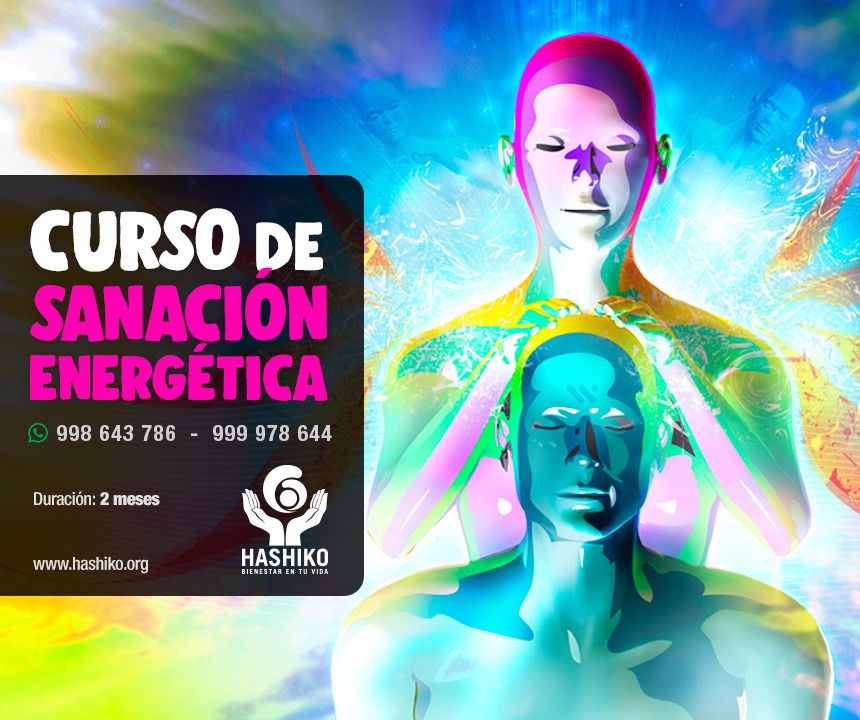 CURSO DE
SANACIÓN
ENERGÉTICA
998 643 786 - 999 978 644
Duración: 2 meses
HASHIKO
BIENESTAR EN TU VIDA
www.hashiko.org